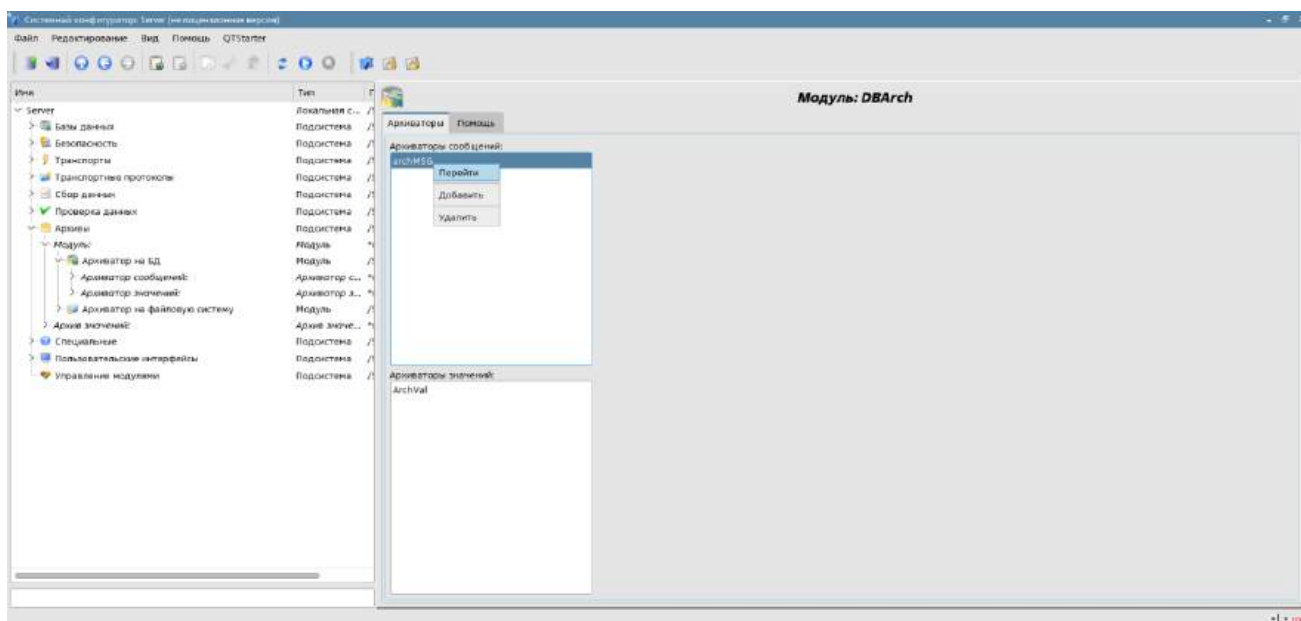 Системный конфигуратор: Server (нелицензионная версия)
Файл Редактирование Вид Помощь QTStarter
Имя Тип
Server Локальная с...
Базы данных Подсистема
Безопасность Подсистема
Транспорты Подсистема
Транспортные протоколы Подсистема
Сбор данных Подсистема
Проверка данных Подсистема
Архивы Подсистема
Модуль: Модуль
Архиватор на БД Модуль
Архиватор сообщений: Архиватор с...
Архиватор значений: Архиватор з...
Архиватор на файловую систему Модуль
Архив значений: Архив значе...
Специальные Подсистема
Пользовательские интерфейсы Подсистема
Управление модулями Подсистема
Модуль: DBArch
Архиваторы Помощь
Архиваторы сообщений:
archMSG
Перейти
Добавить
Удалить
Архиваторы значений:
ArchVal